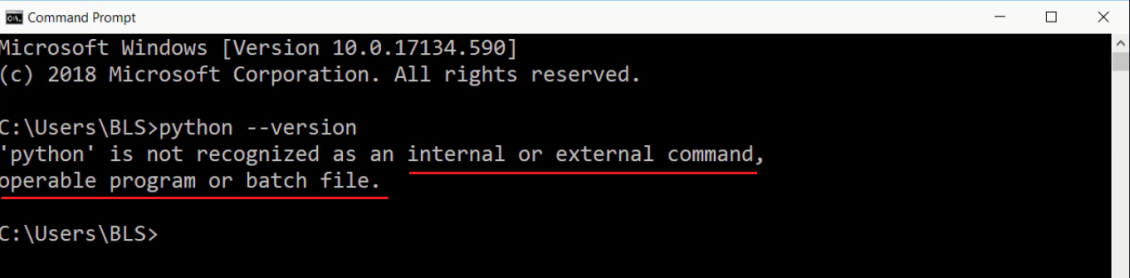 Command Prompt
Microsoft Windows [Version 10.0.17134.590]
(c) 2018 Microsoft Corporation. All rights reserved.
C:\Users\BLS>python --version
'python' is not recognized as an internal or external command,
operable program or batch file.
C:\Users\BLS>